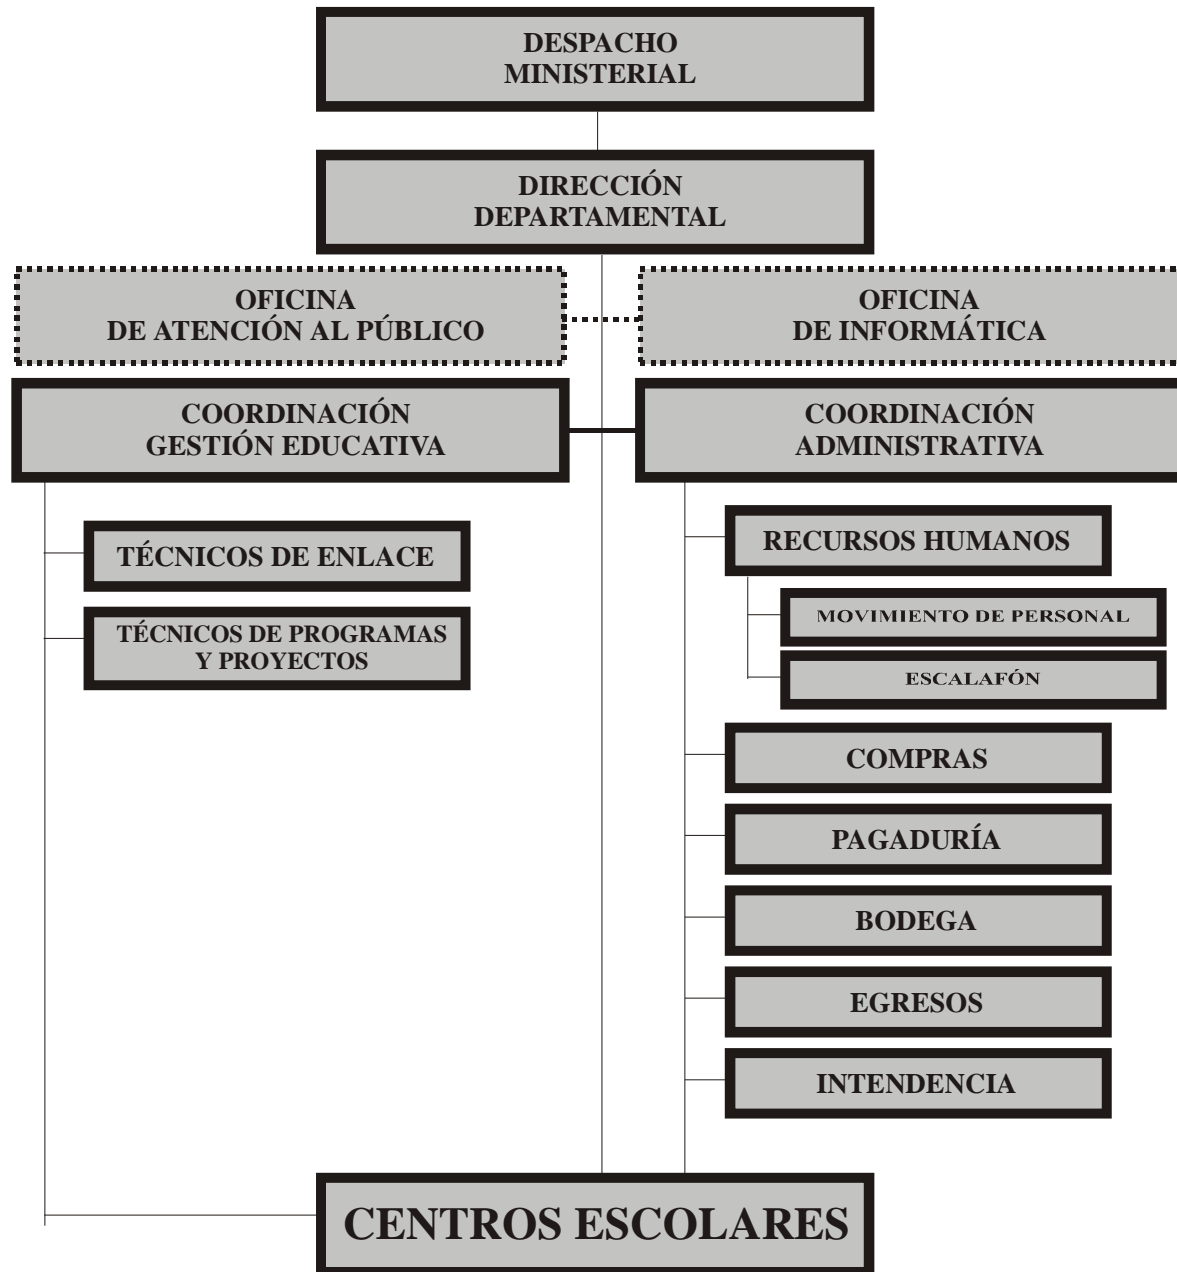 DESPACHO
MINISTERIAL
DIRECCIÓN
DEPARTAMENTAL
OFICINA
DE ATENCIÓN AL PÚBLICO
OFICINA
DE INFORMÁTICA
COORDINACIÓN
GESTIÓN EDUCATIVA
COORDINACIÓN
ADMINISTRATIVA
TÉCNICOS DE ENLACE
TÉCNICOS DE PROGRAMAS
Y PROYECTOS
RECURSOS HUMANOS
MOVIMIENTO DE PERSONAL
ESCALAFÓN
COMPRAS
PAGADURÍA
BODEGA
EGRESOS
INTENDENCIA
CENTROS ESCOLARES